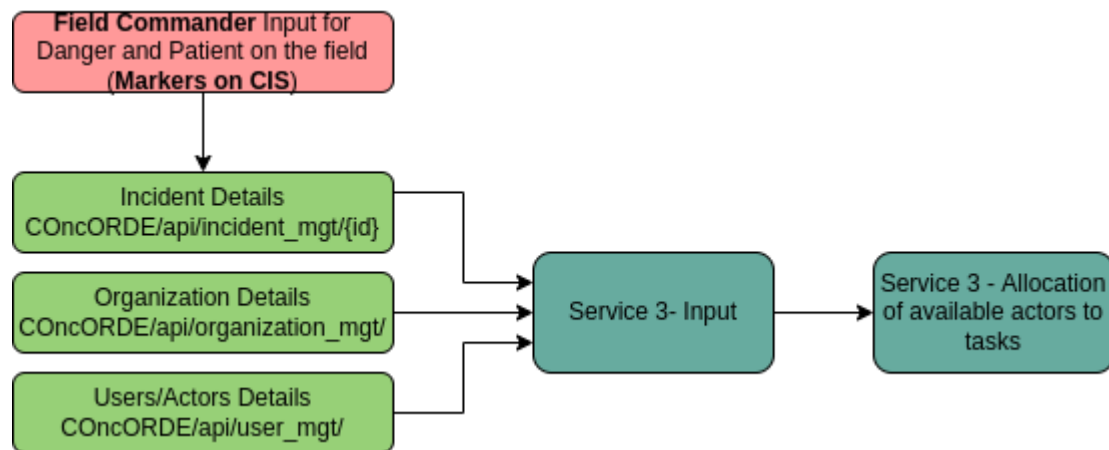 Field Commander Input for
Danger and Patient on the field
(Markers on CIS)
Incident Details
COncORDE/api/incident_mgt/{id}
Organization Details
COncORDE/api/organization_mgt/
Users/Actors Details
COncORDE/api/user_mgt/
Service 3- Input
Service 3 - Allocation
of available actors to
tasks